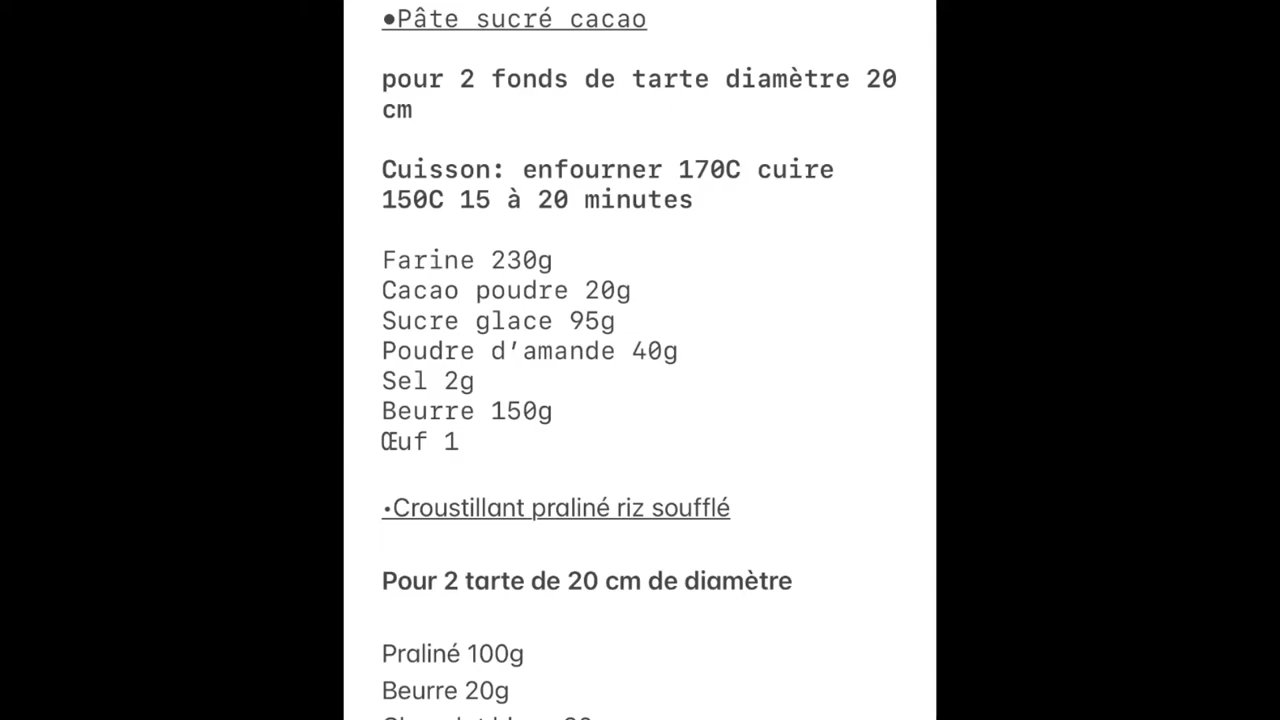 ●Pâte sucré cacao
pour 2 fonds de tarte diamètre 20
cm
Cuisson: enfourner 170C cuire
150C 15 à 20 minutes
Farine 230g
Cacao poudre 20g
Sucre glace 95g
Poudre d’amande 40g
Sel 2g
Beurre 150g
Œuf 1
•Croustillant praliné riz soufflé
Pour 2 tarte de 20 cm de diamètre
Praliné 100g
Beurre 20g